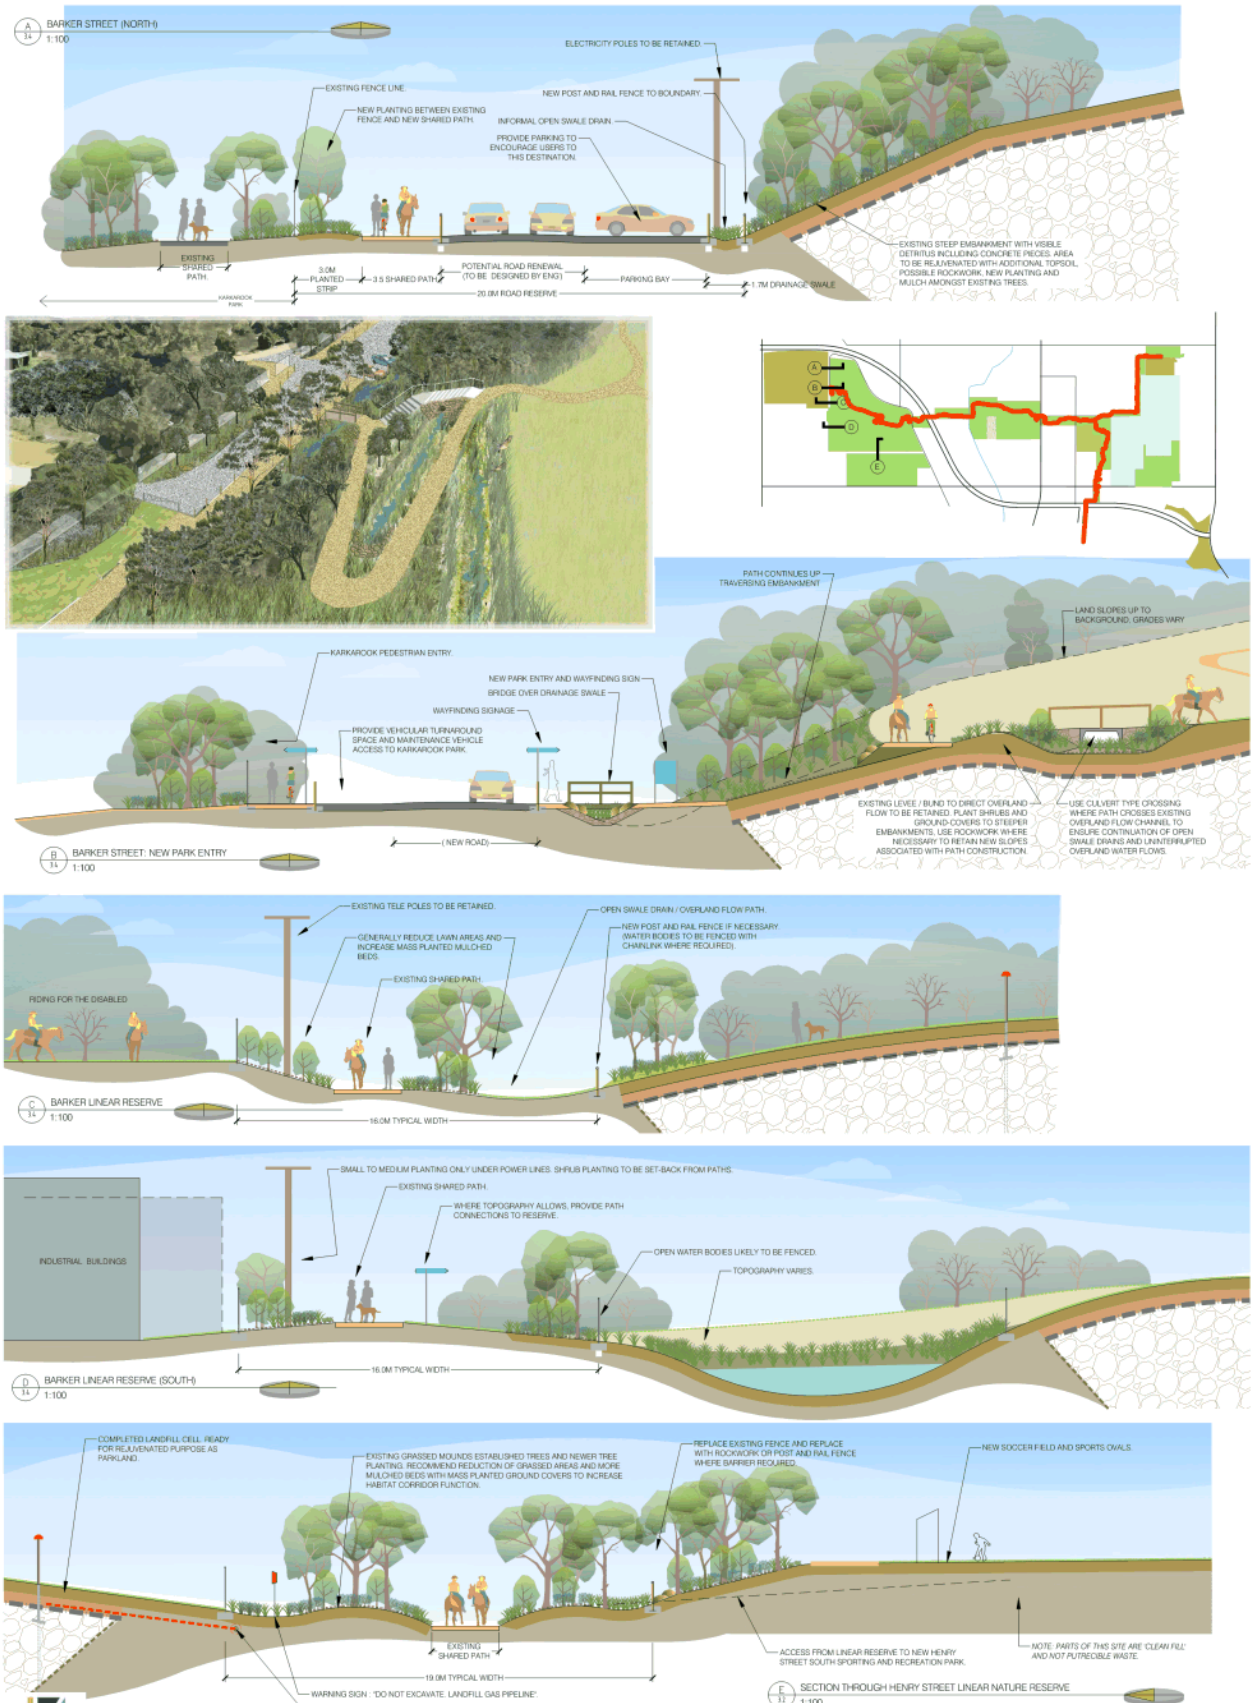 A
34
BARKER STREET (NORTH)
1:100
ELECTRICITY POLES TO BE RETAINED.
EXISTING FENCE LINE.
NEW POST AND RAIL FENCE TO BOUNDARY.
NEW PLANTING BETWEEN EXISTING
FENCE AND NEW SHARED PATH.
INFORMAL OPEN SWALE DRAIN.
PROVIDE PARKING TO
ENCOURAGE USERS TO
THIS DESTINATION.
EXISTING STEEP EMBANKMENT WITH VISIBLE
DETRITUS INCLUDING CONCRETE PIECES. AREA
TO BE REJUVENATED WITH ADDITIONAL TOPSOIL,
POSSIBLE ROCKWORK, NEW PLANTING AND
MULCH AMONGST EXISTING TREES.
EXISTING
SHARED
PATH.
3.0M
PLANTED
STRIP
3.5 SHARED PATH
POTENTIAL ROAD RENEWAL
(TO BE DESIGNED BY ENG')
PARKING BAY
1.7M DRAINAGE SWALE
20.0M ROAD RESERVE
KARKAROOK
PARK
A
B
C
D
E
PATH CONTINUES UP
TRAVERSING EMBANKMENT
LAND SLOPES UP TO
BACKGROUND, GRADES VARY
KARKAROOK PEDESTRIAN ENTRY.
NEW PARK ENTRY AND WAYFINDING SIGN
BRIDGE OVER DRAINAGE SWALE
WAYFINDING SIGNAGE
PROVIDE VEHICULAR TURNAROUND
SPACE AND MAINTENANCE VEHICLE
ACCESS TO KARKAROOK PARK.
EXISTING LEVEE / BUND TO DIRECT OVERLAND
FLOW TO BE RETAINED. PLANT SHRUBS AND
GROUND-COVERS TO STEEPER
EMBANKMENTS. USE ROCKWORK WHERE
NECESSARY TO RETAIN NEW SLOPES
ASSOCIATED WITH PATH CONSTRUCTION.
USE CULVERT TYPE CROSSING
WHERE PATH CROSSES EXISTING
OVERLAND FLOW CHANNEL TO
ENSURE CONTINUATION OF OPEN
SWALE DRAINS AND UNINTERRUPTED
OVERLAND WATER FLOWS.
( NEW ROAD)
B
34
BARKER STREET: NEW PARK ENTRY
1:100
EXISTING TELE POLES TO BE RETAINED.
OPEN SWALE DRAIN / OVERLAND FLOW PATH.
GENERALLY REDUCE LAWN AREAS AND
INCREASE MASS PLANTED MULCHED
BEDS.
NEW POST AND RAIL FENCE IF NECESSARY.
(WATER BODIES TO BE FENCED WITH
CHAINLINK WHERE REQUIRED).
EXISTING SHARED PATH.
RIDING FOR THE DISABLED
C
34
BARKER LINEAR RESERVE
1:100
16.0M TYPICAL WIDTH
SMALL TO MEDIUM PLANTING ONLY UNDER POWER LINES. SHRUB PLANTING TO BE SET-BACK FROM PATHS.
EXISTING SHARED PATH.
WHERE TOPOGRAPHY ALLOWS, PROVIDE PATH
CONNECTIONS TO RESERVE.
INDUSTRIAL BUILDINGS
OPEN WATER BODIES LIKELY TO BE FENCED.
TOPOGRAPHY VARIES.
16.0M TYPICAL WIDTH
D
34
BARKER LINEAR RESERVE (SOUTH)
1:100
COMPLETED LANDFILL CELL READY
FOR REJUVENATED PURPOSE AS
PARKLAND.
EXISTING GRASSED MOUNDS ESTABLISHED TREES AND NEWER TREE
PLANTING. RECOMMEND REDUCTION OF GRASSED AREAS AND MORE
MULCHED BEDS WITH MASS PLANTED GROUND COVERS TO INCREASE
HABITAT CORRIDOR FUNCTION.
REPLACE EXISTING FENCE AND REPLACE
WITH ROCKWORK OR POST AND RAIL FENCE
WHERE BARRIER REQUIRED.
NEW SOCCER FIELD AND SPORTS OVALS.
EXISTING
SHARED PATH
ACCESS FROM LINEAR RESERVE TO NEW HENRY
STREET SOUTH SPORTING AND RECREATION PARK.
NOTE: PARTS OF THIS SITE ARE 'CLEAN FILL'
AND NOT PUTRECIBLE WASTE.
19.0M TYPICAL WIDTH
WARNING SIGN : "DO NOT EXCAVATE. LANDFILL GAS PIPELINE".
E
SECTION THROUGH HENRY STREET LINEAR NATURE RESERVE
1:100